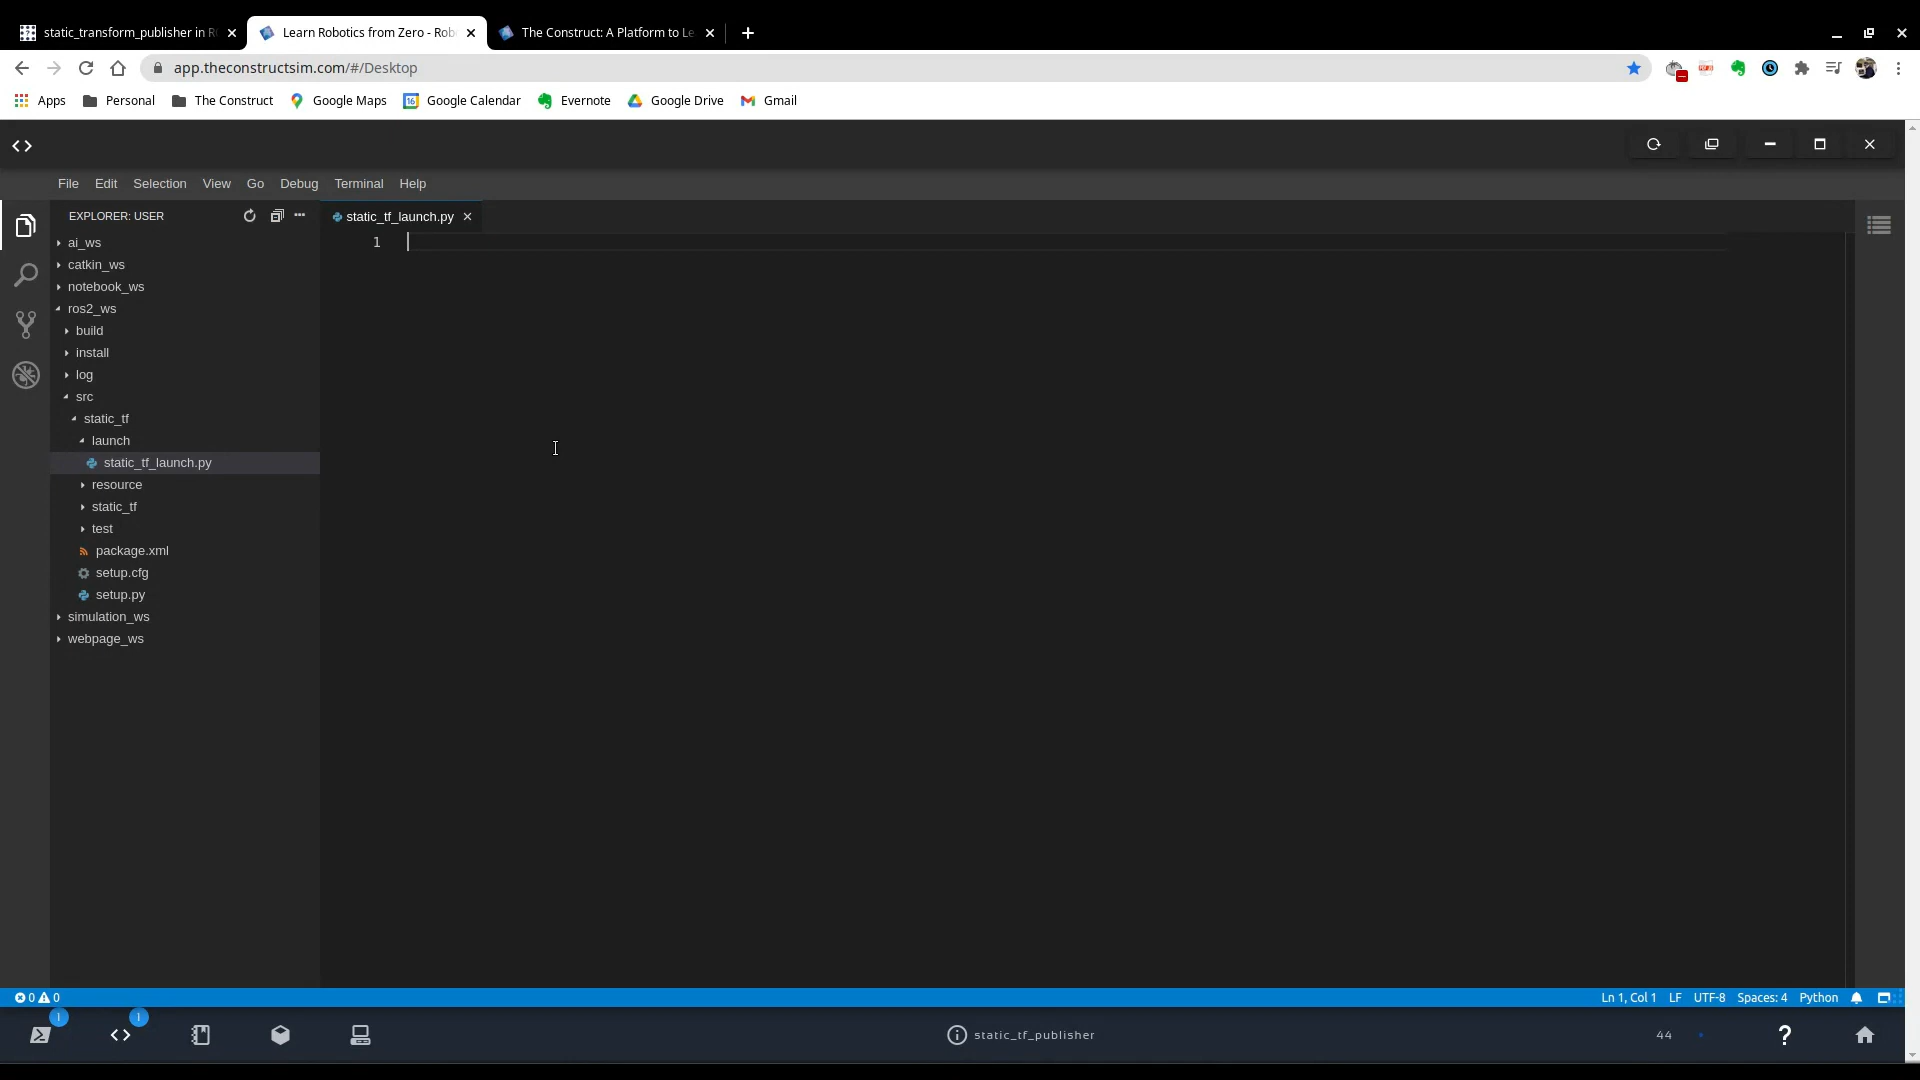 static_transform_publisher in R
Learn Robotics from Zero - Rob
The Construct: A Platform to Le
app.theconstructsim.com/#/Desktop
Apps
Personal
The Construct
Google Maps
Google Calendar
Evernote
Google Drive
Gmail
File
Edit
Selection
View
Go
Debug
Terminal
Help
EXPLORER: USER
static_tf_launch.py
ai_ws
1
catkin_ws
notebook_ws
ros2_ws
build
install
log
src
static_tf
launch
static_tf_launch.py
resource
static_tf
test
package.xml
setup.cfg
setup.py
simulation_ws
webpage_ws
0 0
Ln 1, Col 1
LF
UTF-8
Spaces: 4
Python
1
1
static_tf_publisher
44
?